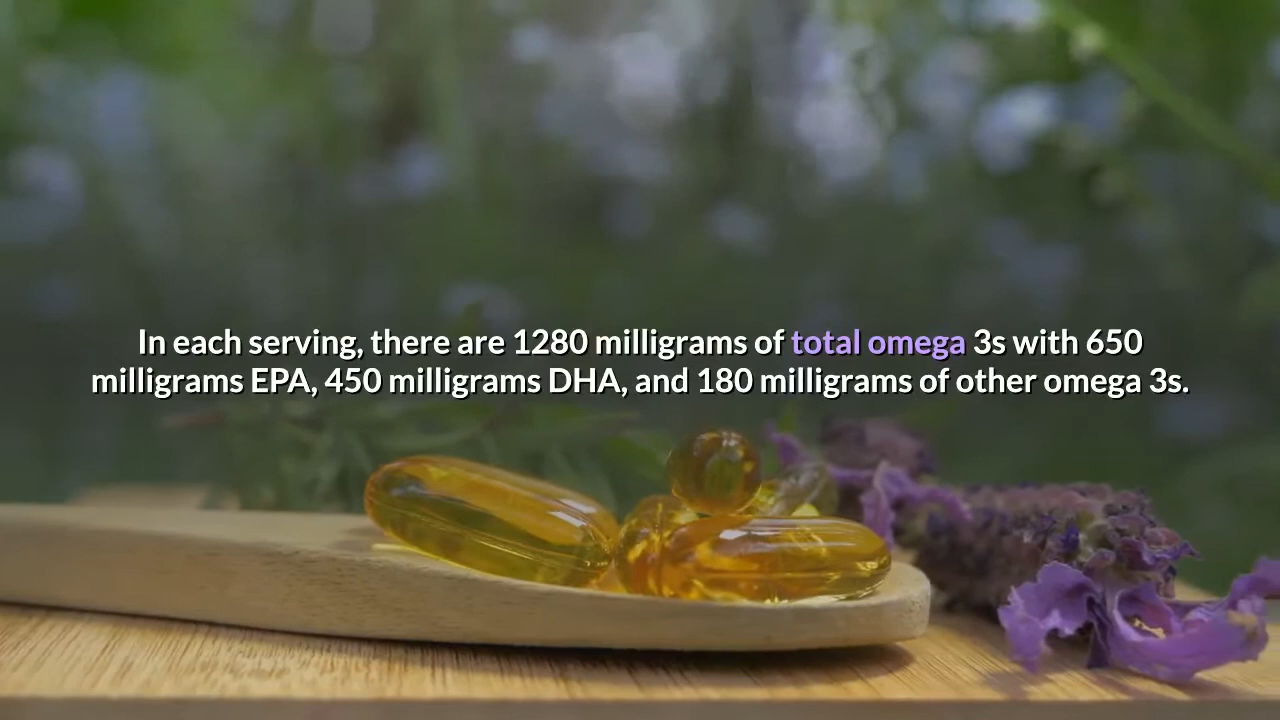 In each serving, there are 1280 milligrams of total omega 3s with 650
milligrams EPA, 450 milligrams DHA, and 180 milligrams of other omega 3s.